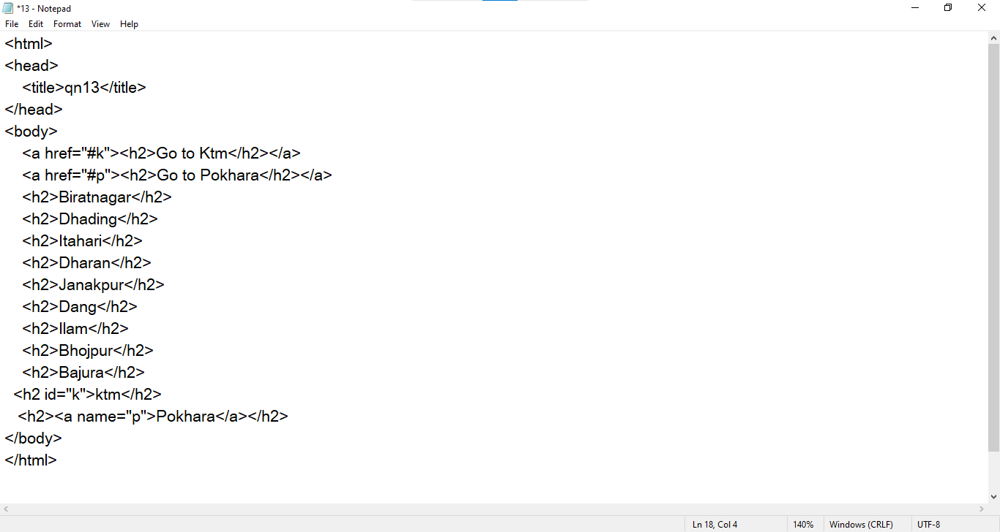 *13 - Notepad
File Edit Format View Help
<html>
<head>
    <title>qn13</title>
</head>
<body>
    <a href="#k"><h2>Go to Ktm</h2></a>
    <a href="#p"><h2>Go to Pokhara</h2></a>
    <h2>Biratnagar</h2>
    <h2>Dhading</h2>
    <h2>Itahari</h2>
    <h2>Dharan</h2>
    <h2>Janakpur</h2>
    <h2>Dang</h2>
    <h2>Ilam</h2>
    <h2>Bhojpur</h2>
    <h2>Bajura</h2>
  <h2 id="k">ktm</h2>
   <h2><a name="p">Pokhara</a></h2>
</body>
</html>
Ln 18, Col 4 140% Windows (CRLF) UTF-8